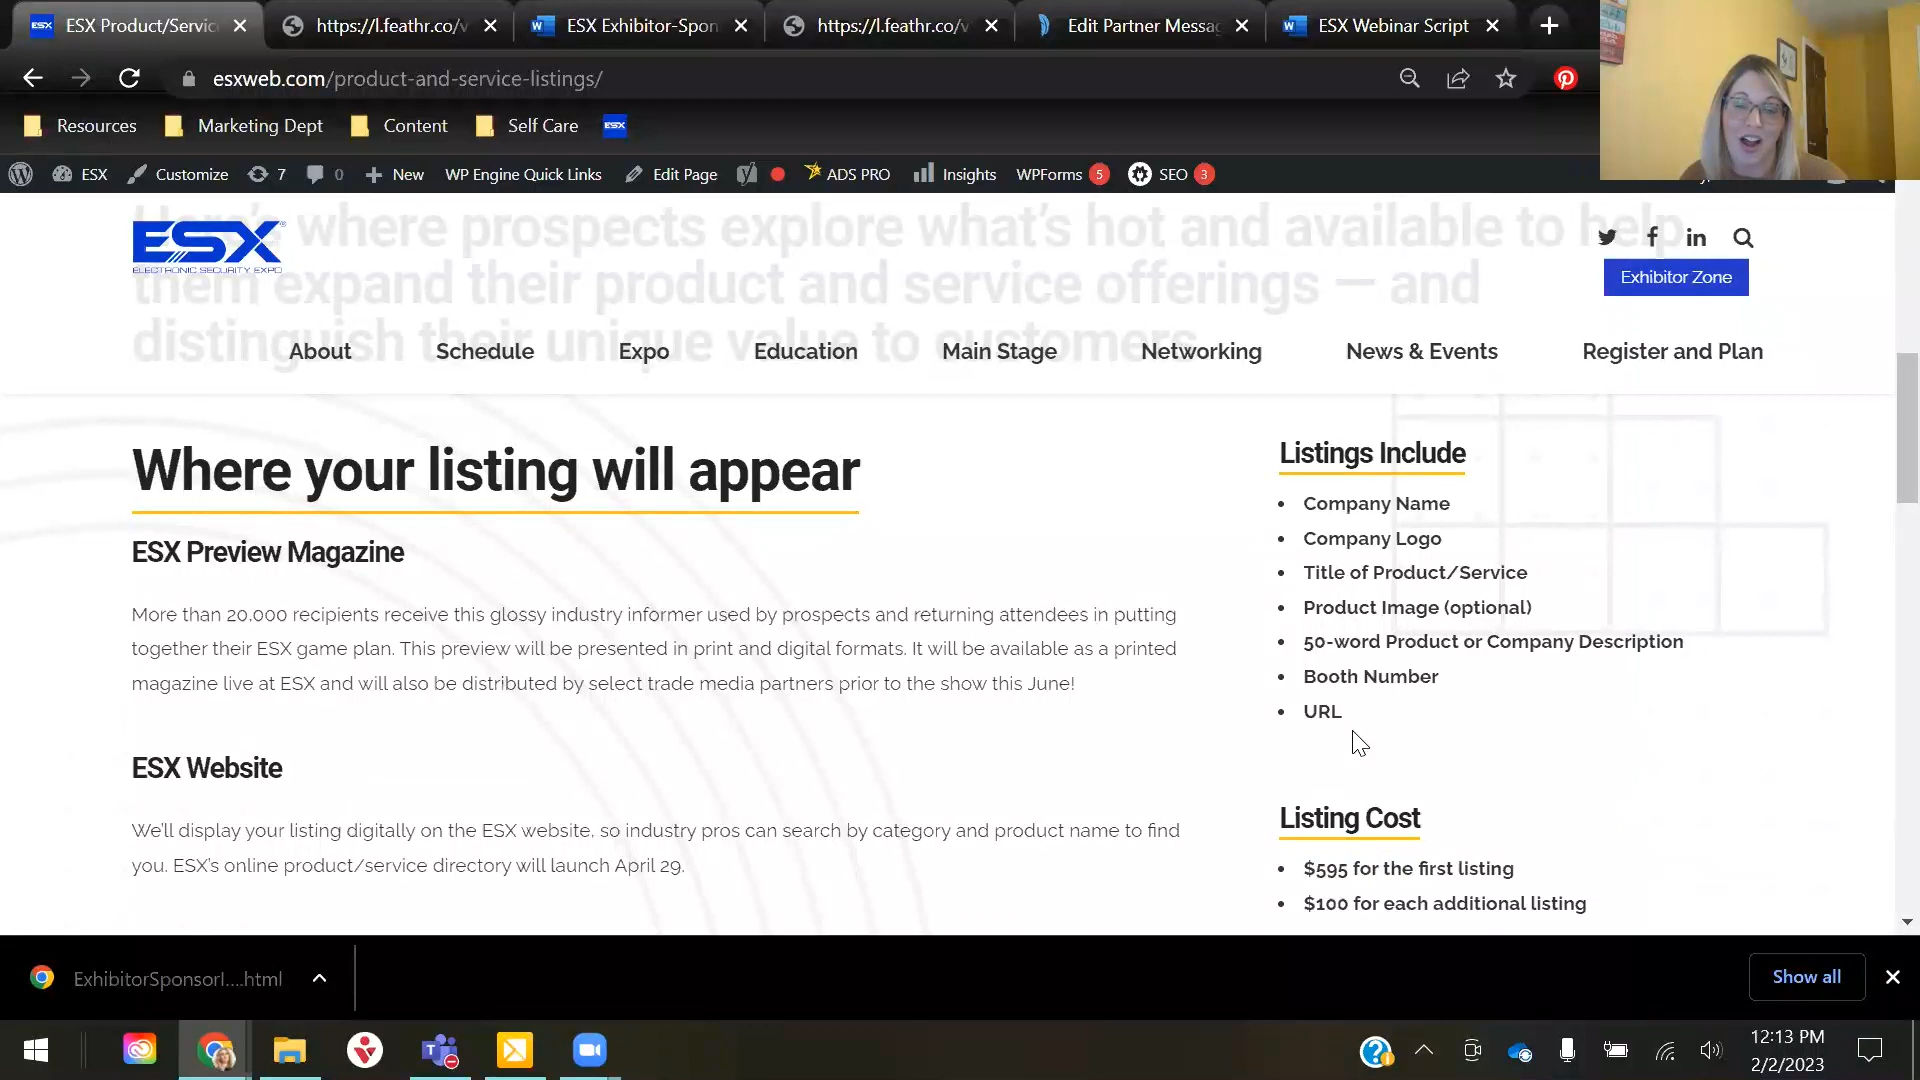 ESX Product/Servic
https://l.feathr.co/v
ESX Exhibitor-Spon
https://l.feathr.co/v
Edit Partner Messag
ESX Webinar Script
esxweb.com/product-and-service-listings/
Resources
Marketing Dept
Content
Self Care
ESX
ESX
Customize
7
0
New
WP Engine Quick Links
Edit Page
ADS PRO
Insights
WPForms 5
SEO 3
Here's where prospects explore what's hot and available to help
them expand their product and service offerings — and
distinguish their unique value to customers
ESX
ELECTRONIC SECURITY EXPO
Exhibitor Zone
About
Schedule
Expo
Education
Main Stage
Networking
News & Events
Register and Plan
Where your listing will appear
ESX Preview Magazine
More than 20,000 recipients receive this glossy industry informer used by prospects and returning attendees in putting
together their ESX game plan. This preview will be presented in print and digital formats. It will be available as a printed
magazine live at ESX and will also be distributed by select trade media partners prior to the show this June!
ESX Website
We'll display your listing digitally on the ESX website, so industry pros can search by category and product name to find
you. ESX's online product/service directory will launch April 29.
Listings Include
• Company Name
• Company Logo
• Title of Product/Service
• Product Image (optional)
• 50-word Product or Company Description
• Booth Number
• URL
Listing Cost
• $595 for the first listing
• $100 for each additional listing
ExhibitorSponsorI....html
Show all
12:13 PM
2/2/2023